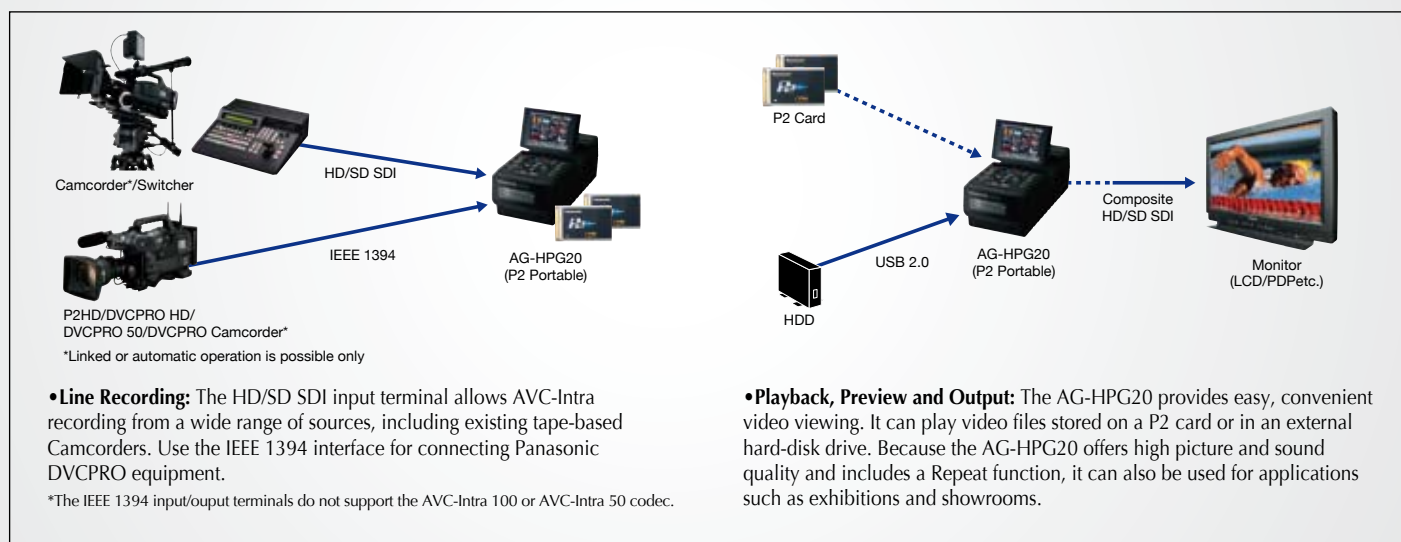 Camcorder*/Switcher
HD/SD SDI
IEEE 1394
AG-HPG20
(P2 Portable)
P2HD/DVCPRO HD/
DVCPRO 50/DVCPRO Camcorder*
*Linked or automatic operation is possible only
•Line Recording: The HD/SD SDI input terminal allows AVC-Intra
recording from a wide range of sources, including existing tape-based
Camcorders. Use the IEEE 1394 interface for connecting Panasonic
DVCPRO equipment.
*The IEEE 1394 input/ouput terminals do not support the AVC-Intra 100 or AVC-Intra 50 codec.
P2 Card
USB 2.0
HDD
AG-HPG20
(P2 Portable)
Composite
HD/SD SDI
Monitor
(LCD/PDPetc.)
•Playback, Preview and Output: The AG-HPG20 provides easy, convenient
video viewing. It can play video files stored on a P2 card or in an external
hard-disk drive. Because the AG-HPG20 offers high picture and sound
quality and includes a Repeat function, it can also be used for applications
such as exhibitions and showrooms.